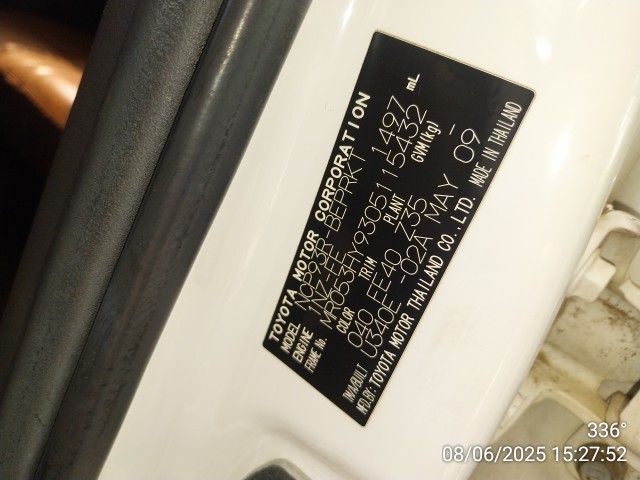 TOYOTA MOTOR CORPORATION
MODEL NCP93R-BEPRKT 1497 mL
ENGINE 1NZ-FE
FRAME No. MR053HY9305115432
COLOR TRIM PLANT GVM(Kg)
040 FE40 735 -
U340E -02A MAY 09
MFD.BY: TOYOTA MOTOR THAILAND CO., LTD. MADE IN THAILAND
336°
08/06/2025 15:27:52